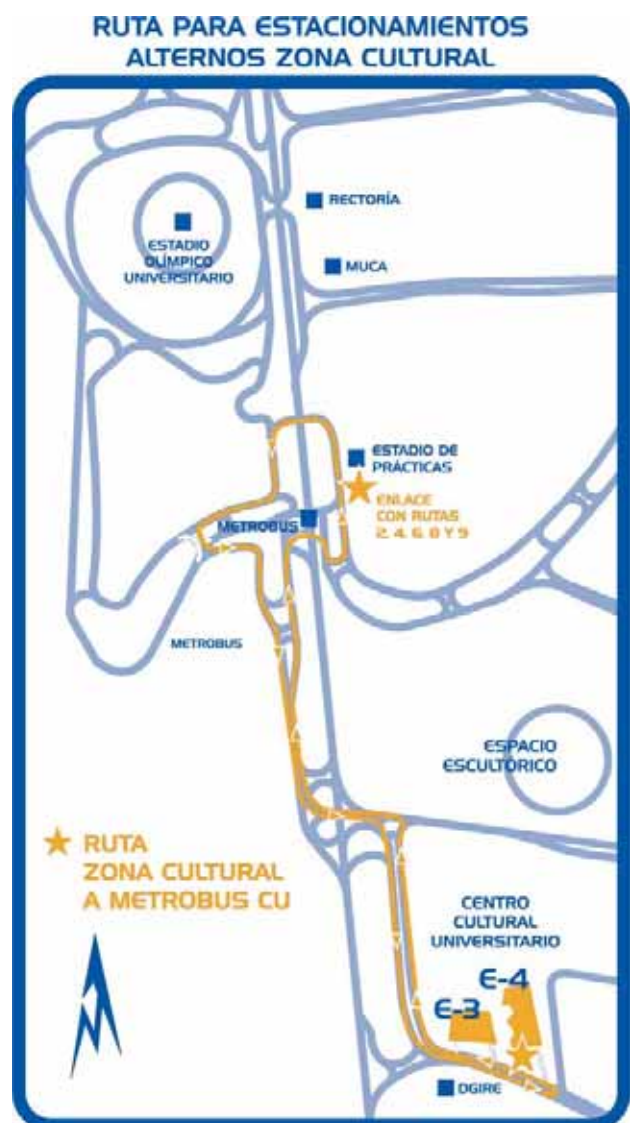 RUTA PARA ESTACIONAMIENTOS
ALTERNOS ZONA CULTURAL
RECTORÍA
ESTADIO
OLÍMPICO
UNIVERSITARIO
MUCA
ESTADIO DE
PRÁCTICAS
ENLACE
CON RUTAS
2, 4, 6, 8 Y 9
METROBUS
METROBUS
ESPACIO
ESCULTÓRICO
RUTA
ZONA CULTURAL
A METROBUS CU
CENTRO
CULTURAL
UNIVERSITARIO
E-4
E-3
DGIRE